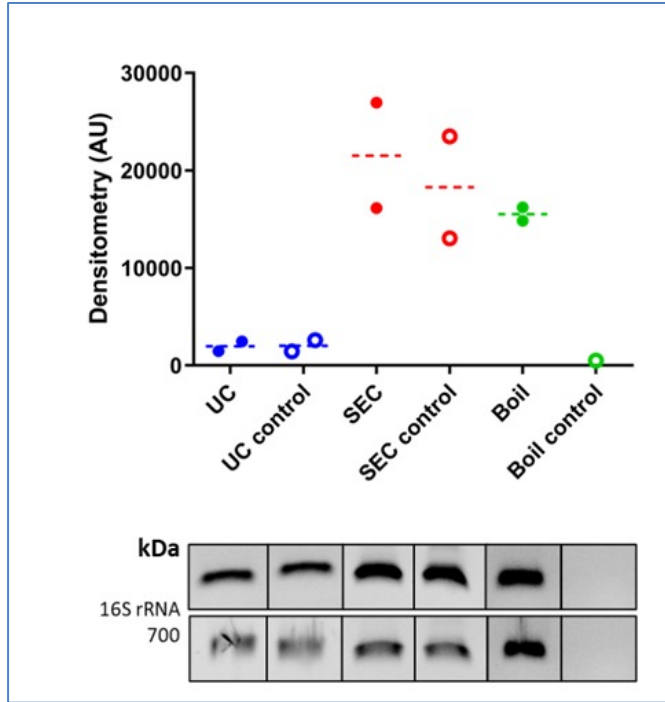 30000
20000
10000
0
Densitometry (AU)
UC
UC control
SEC
SEC control
Boil
Boil control
kDa
16S rRNA
700